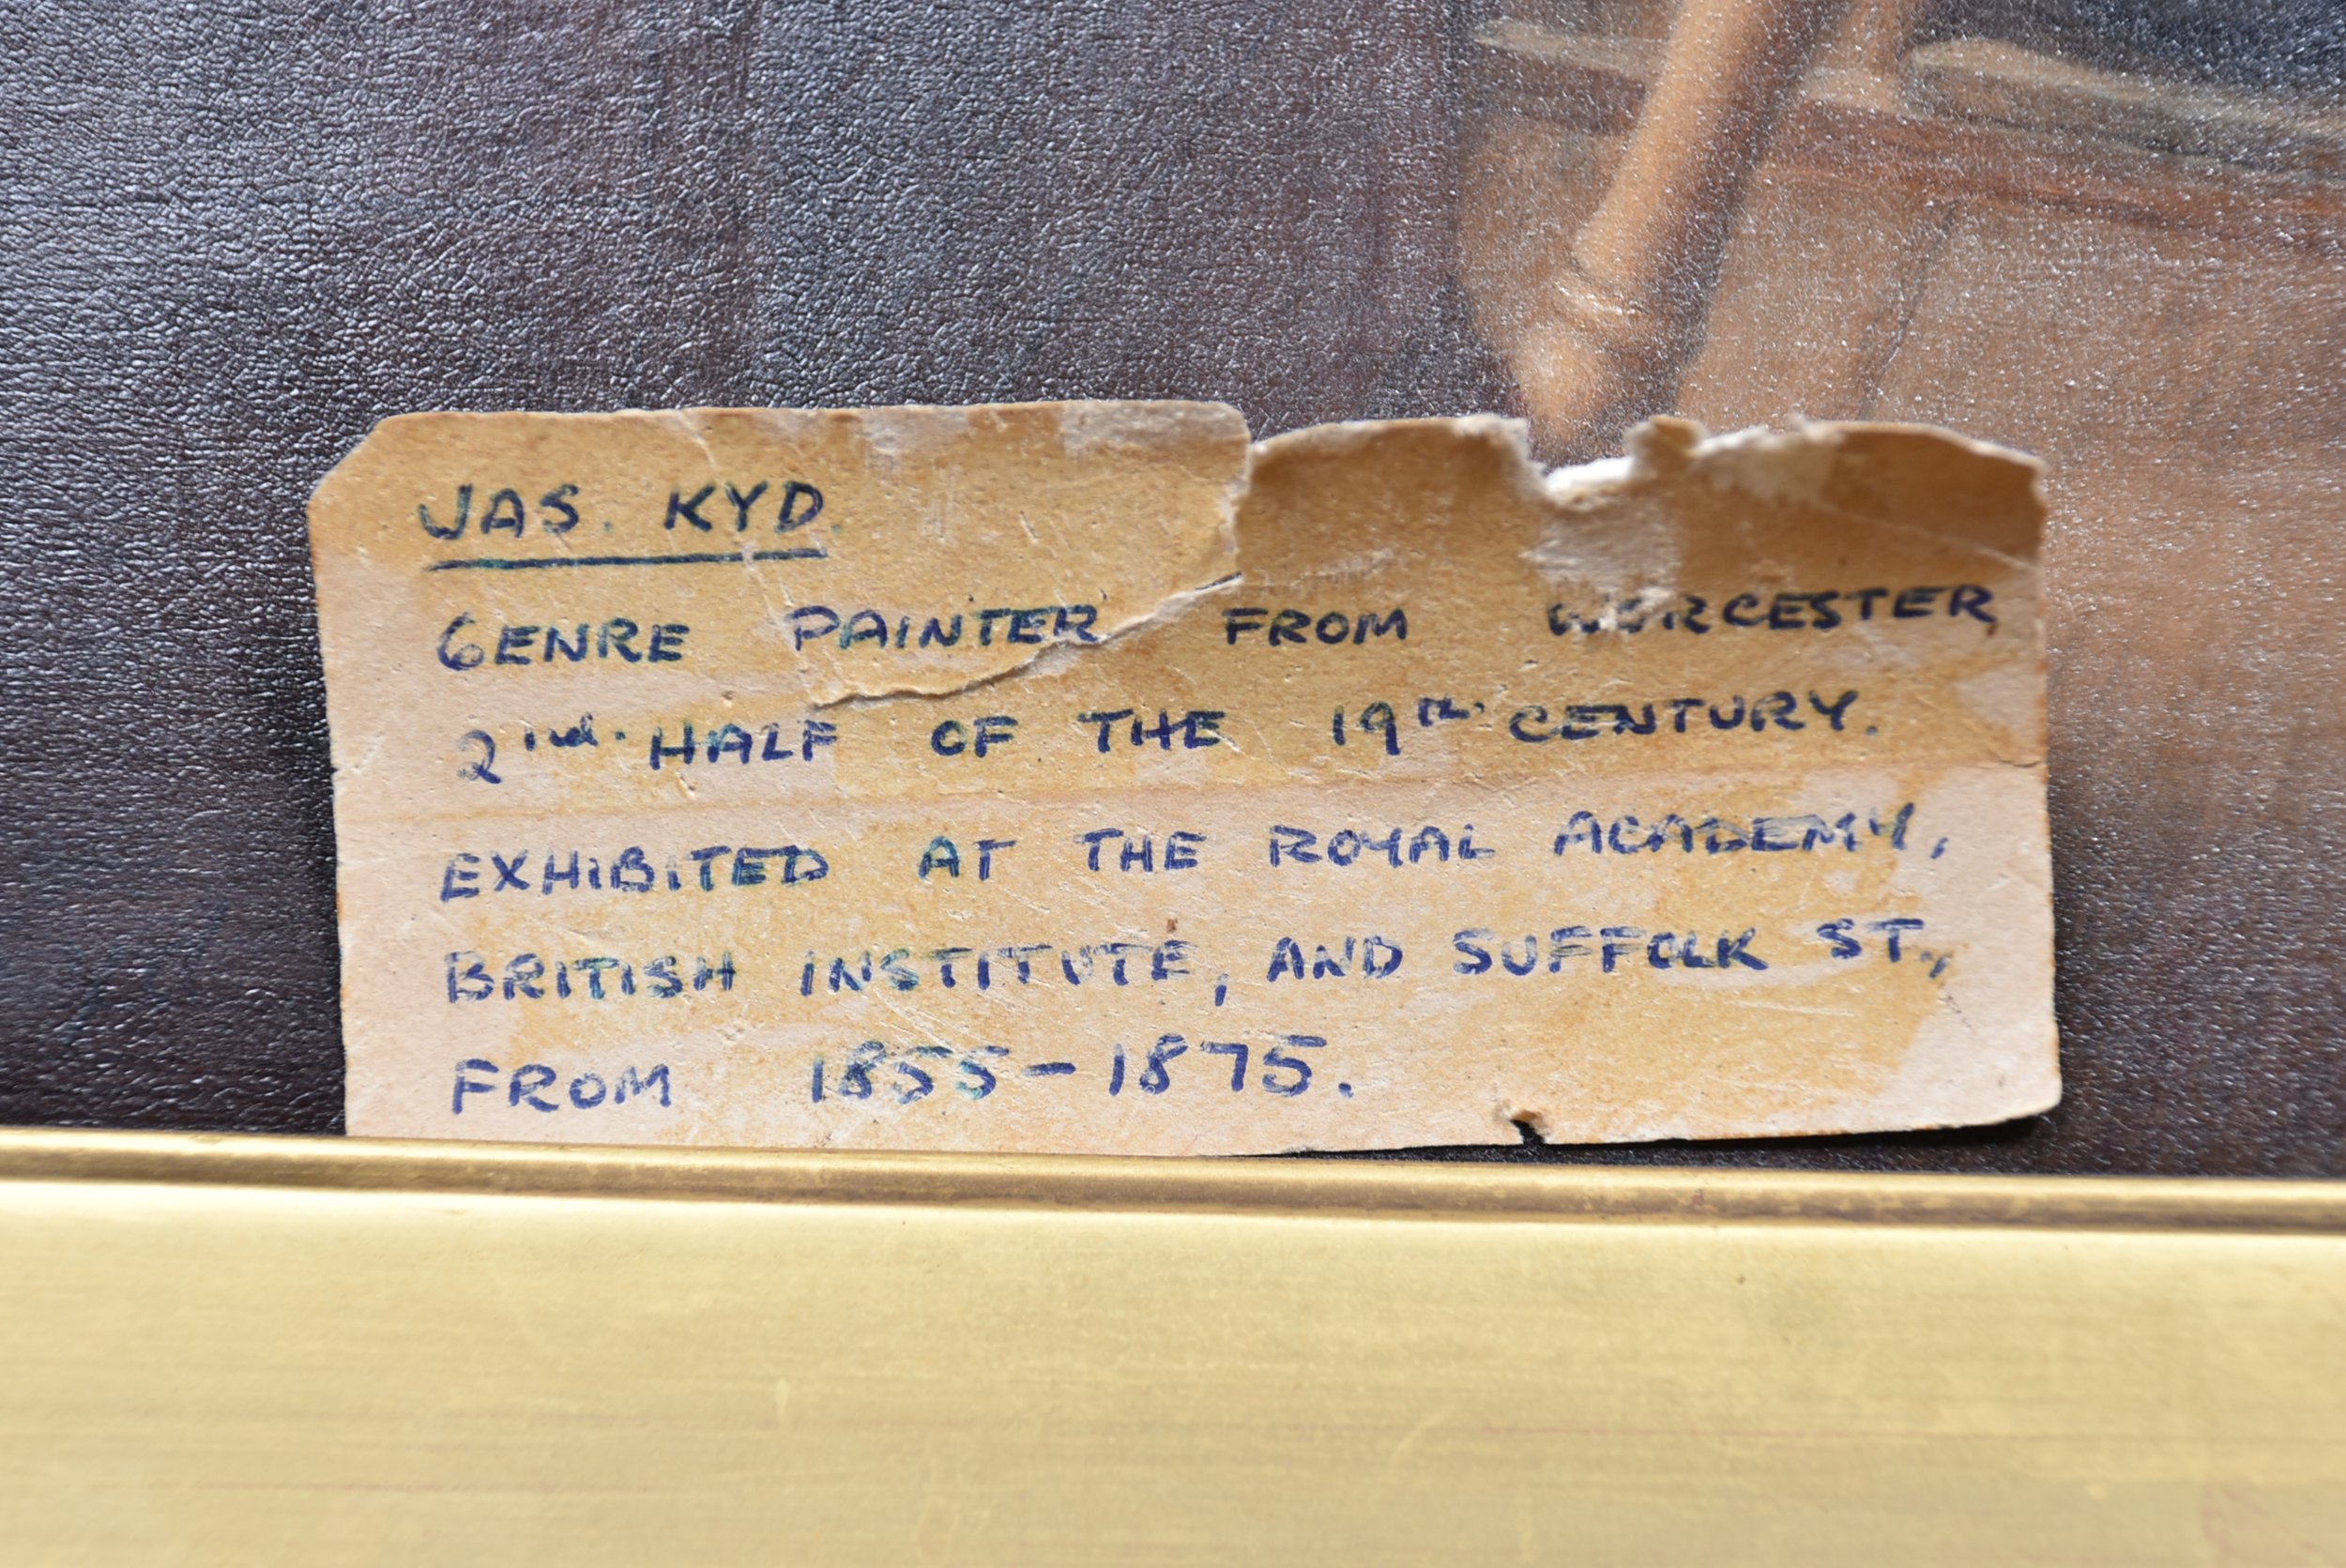 JAS. KYD.
GENRE PAINTER FROM WORCESTER,
2nd. HALF OF THE 19th. CENTURY.
EXHIBITED AT THE ROYAL ACADEMY,
BRITISH INSTITUTE, AND SUFFOLK ST.,
FROM 1855-1875.